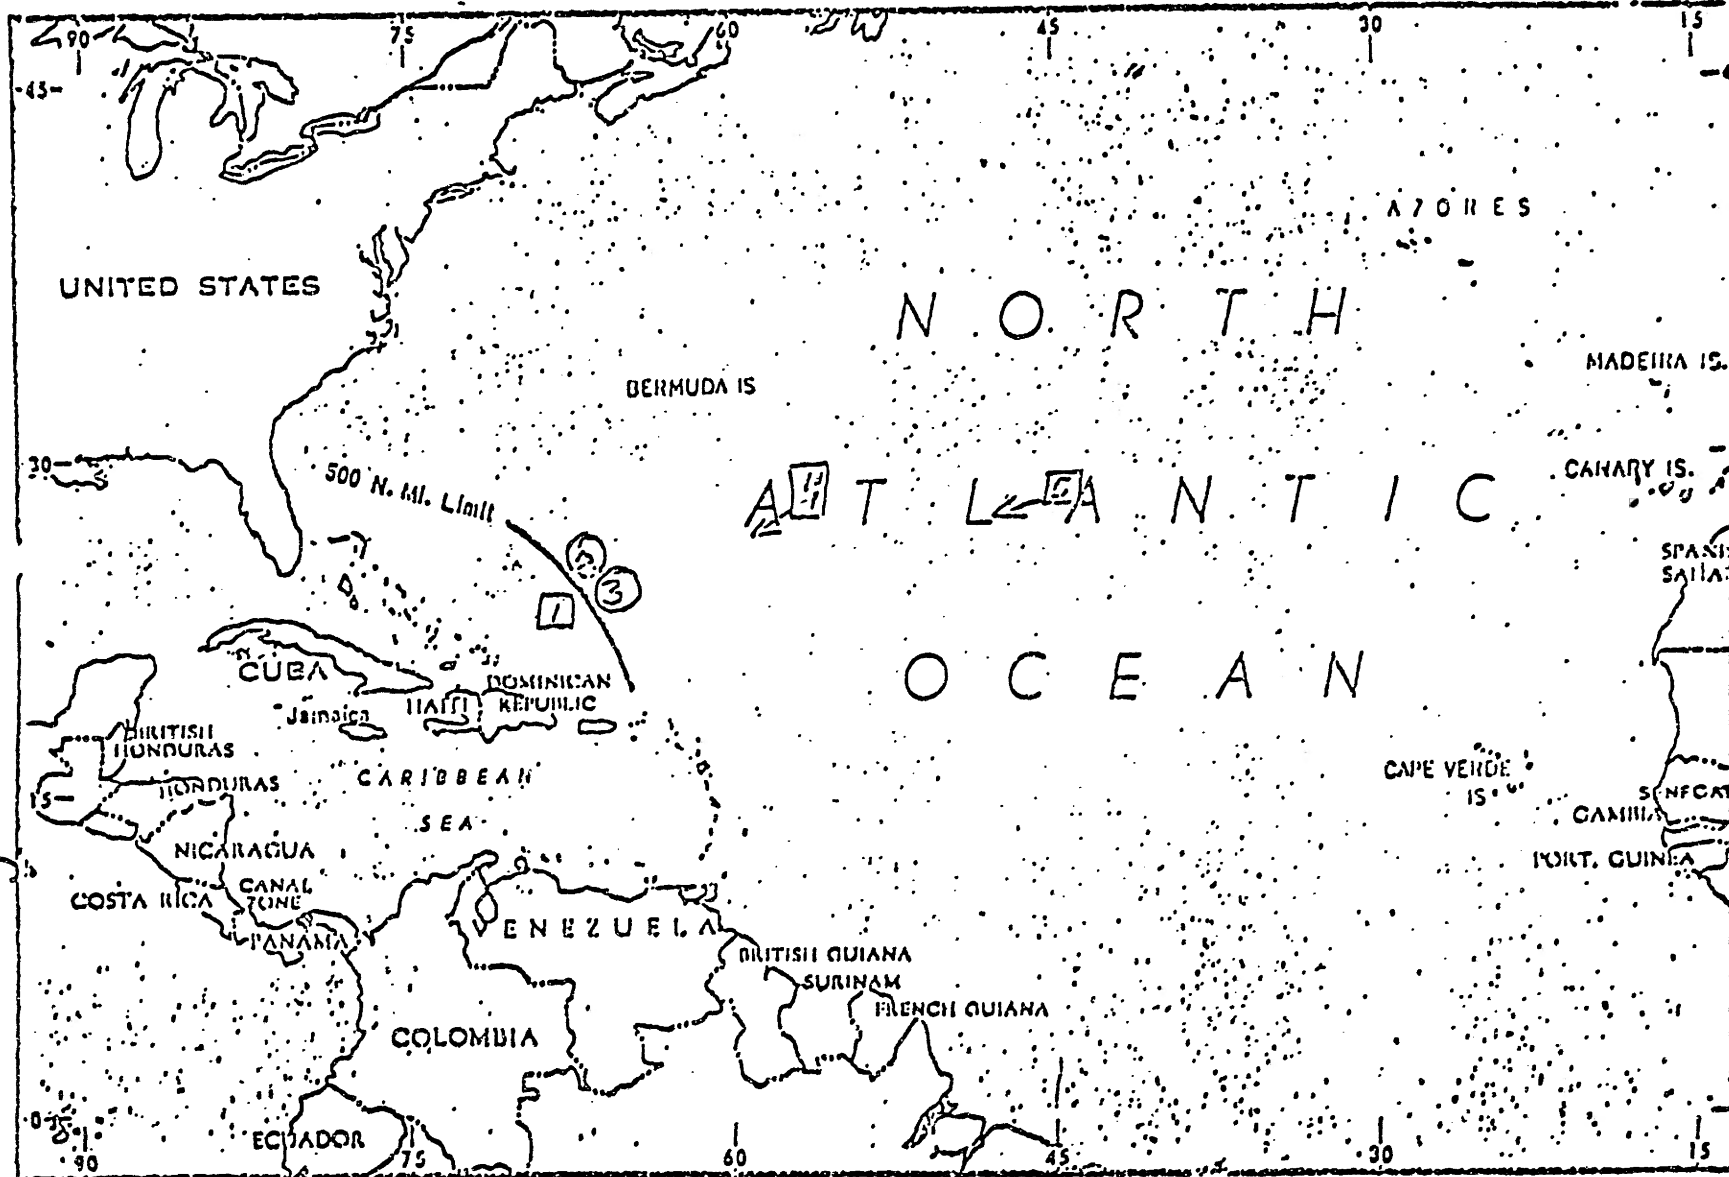 90 75 60 45 30 15
45
AZORES
UNITED STATES
NORTH
MADEIRA IS.
BERMUDA IS
30
500 N. MI. Limit
CANARY IS.
ATLANTIC
3
1
OCEAN
CUBA
DOMINICAN
REPUBLIC
HAITI
Jamaica
BRITISH
HONDURAS
CARIBBEAN
SEA
HONDURAS
CAPE VERDE
IS
15
GAMBIA
NICARAGUA
PORT. GUINEA
COSTA RICA
CANAL
ZONE
PANAMA
VENEZUELA
BRITISH GUIANA
SURINAM
FRENCH GUIANA
COLOMBIA
0
ECUADOR
90 75 60 45 30 15